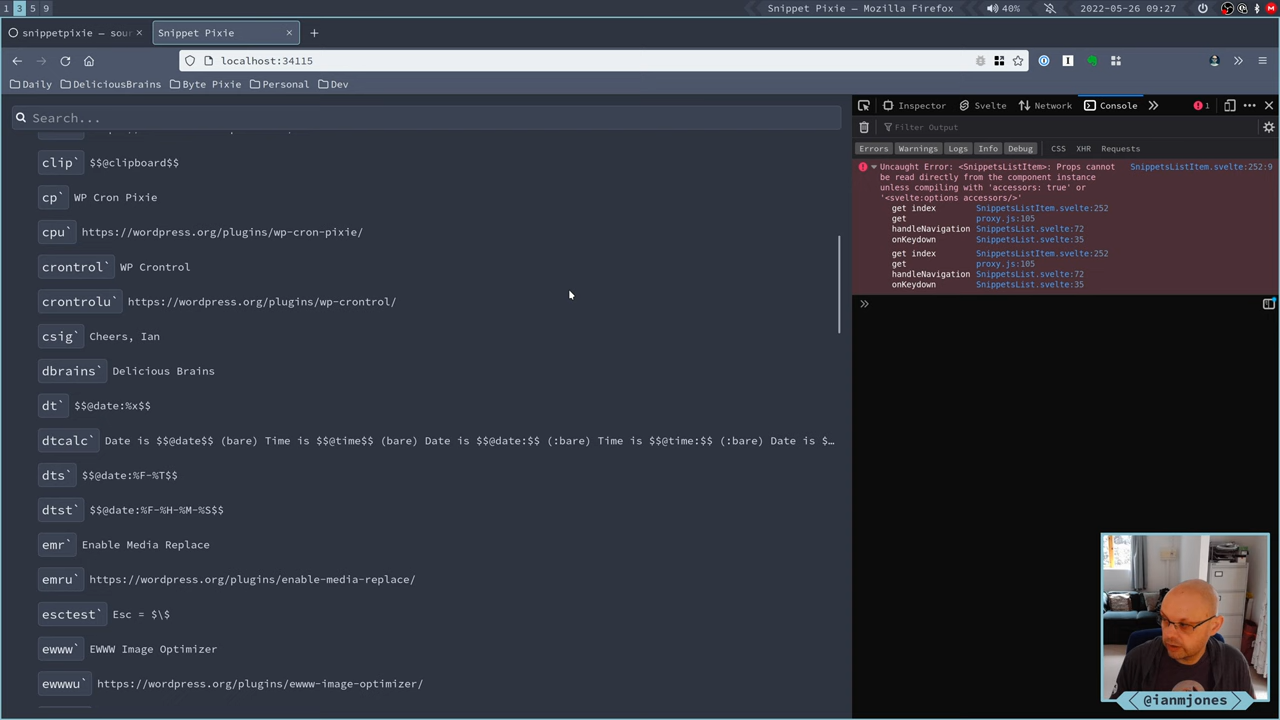 1 3 5 9 Snippet Pixie — Mozilla Firefox 40% 2022-05-26 09:27
snippetpixie — sour × Snippet Pixie × +
localhost:34115
Daily DeliciousBrains Byte Pixie Personal Dev
Search...
clip` $$@clipboard$$
cp` WP Cron Pixie
cpu` https://wordpress.org/plugins/wp-cron-pixie/
crontrol` WP Crontrol
crontrolu` https://wordpress.org/plugins/wp-crontrol/
csig` Cheers, Ian
dbrains` Delicious Brains
dt` $$@date:%x$$
dtcalc` Date is $$@date$$ (bare) Time is $$@time$$ (bare) Date is $$@date:$$ (:bare) Time is $$@time:$$ (:bare) Date is $…
dts` $$@date:%F-%T$$
dtst` $$@date:%F-%H-%M-%S$$
emr` Enable Media Replace
emru` https://wordpress.org/plugins/enable-media-replace/
esctest` Esc = $\$
ewww` EWWW Image Optimizer
ewwwu` https://wordpress.org/plugins/ewww-image-optimizer/
Inspector Svelte Network Console 1
Filter Output
Errors Warnings Logs Info Debug CSS XHR Requests
Uncaught Error: <SnippetsListItem>: Props cannot SnippetsListItem.svelte:252:9
be read directly from the component instance
unless compiling with 'accessors: true' or
'<svelte:options accessors/>'
get index SnippetsListItem.svelte:252
get proxy.js:105
handleNavigation SnippetsList.svelte:72
onKeydown SnippetsList.svelte:35
get index SnippetsListItem.svelte:252
get proxy.js:105
handleNavigation SnippetsList.svelte:72
onKeydown SnippetsList.svelte:35
@ianmjones